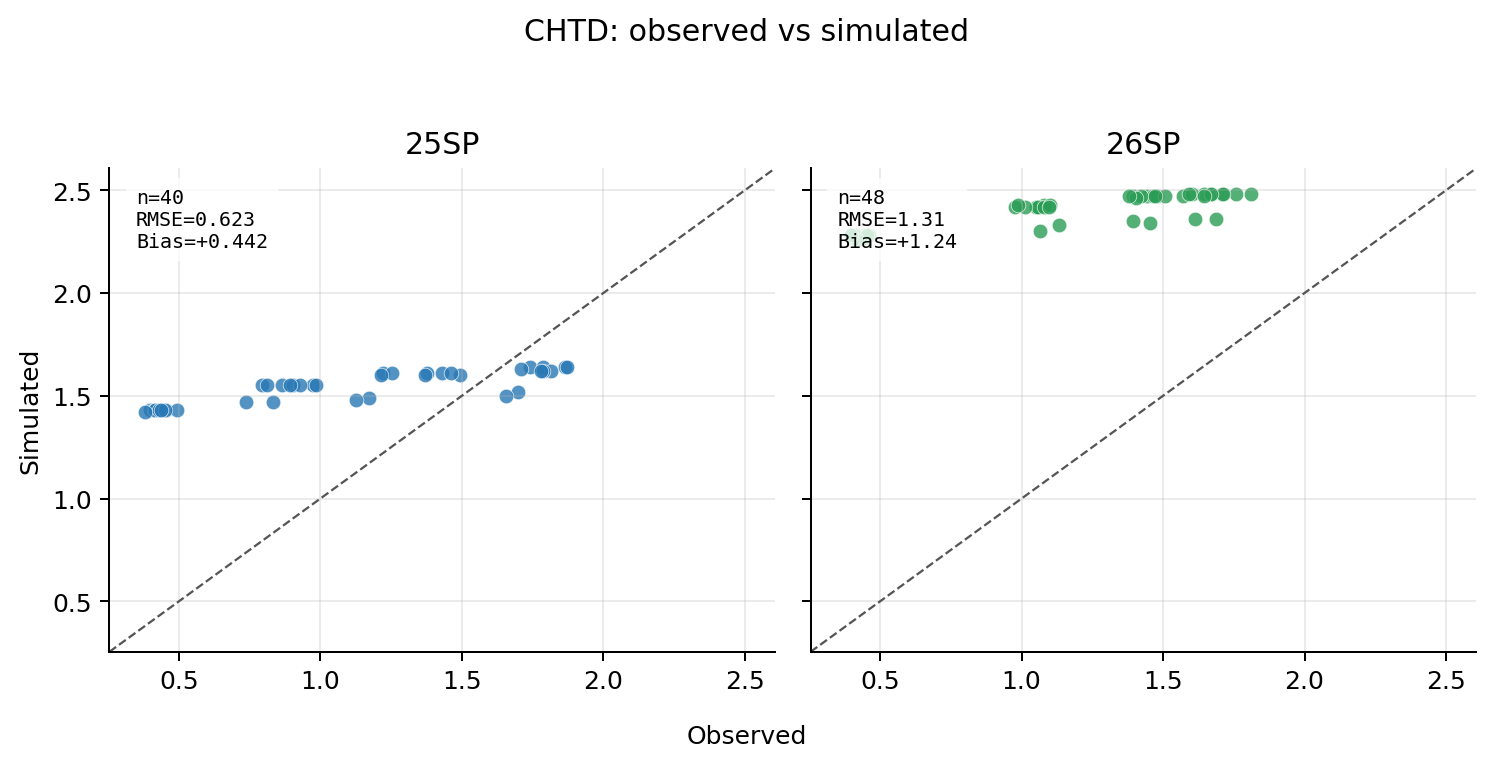 CHTD: observed vs simulated
25SP
26SP
n=40
RMSE=0.623
Bias=+0.442
n=48
RMSE=1.31
Bias=+1.24
Simulated
2.5
2.0
1.5
1.0
0.5
0.5 1.0 1.5 2.0 2.5
0.5 1.0 1.5 2.0 2.5
Observed